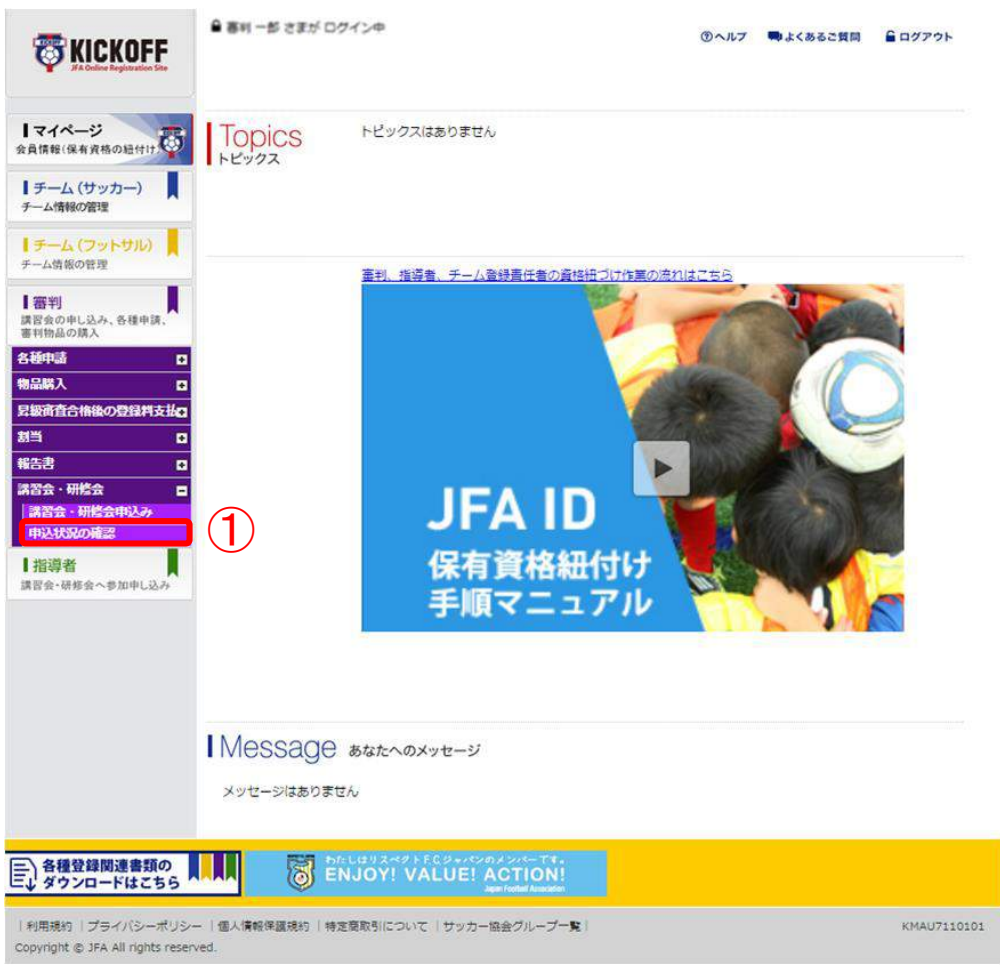 審判 一郎 さまが ログイン中
ヘルプ よくあるご質問 ログアウト
KICKOFF
JFA Online Registration Site
マイページ
会員情報(保有資格の紐付け)
Topics
トピックス
トピックスはありません
チーム(サッカー)
チーム情報の管理
チーム(フットサル)
チーム情報の管理
審判、指導者、チーム登録責任者の資格紐づけ作業の流れはこちら
審判
講習会の申し込み、各種申請、
審判物品の購入
各種申請
物品購入
昇級審査合格後の登録料支払
割当
報告書
講習会・研修会
講習会・研修会申込み
申込状況の確認
①
指導者
講習会・研修会へ参加申し込み
JFA ID
保有資格紐付け
手順マニュアル
Message あなたへのメッセージ
メッセージはありません
各種登録関連書類の
ダウンロードはこちら
わたしはリスペクトF.C.ジャパンのメンバーです。
ENJOY! VALUE! ACTION!
Japan Football Association
|利用規約 |プライバシーポリシー |個人情報保護規約 |特定商取引について |サッカー協会グループ一覧|
KMAU7110101
Copyright © JFA All rights reserved.